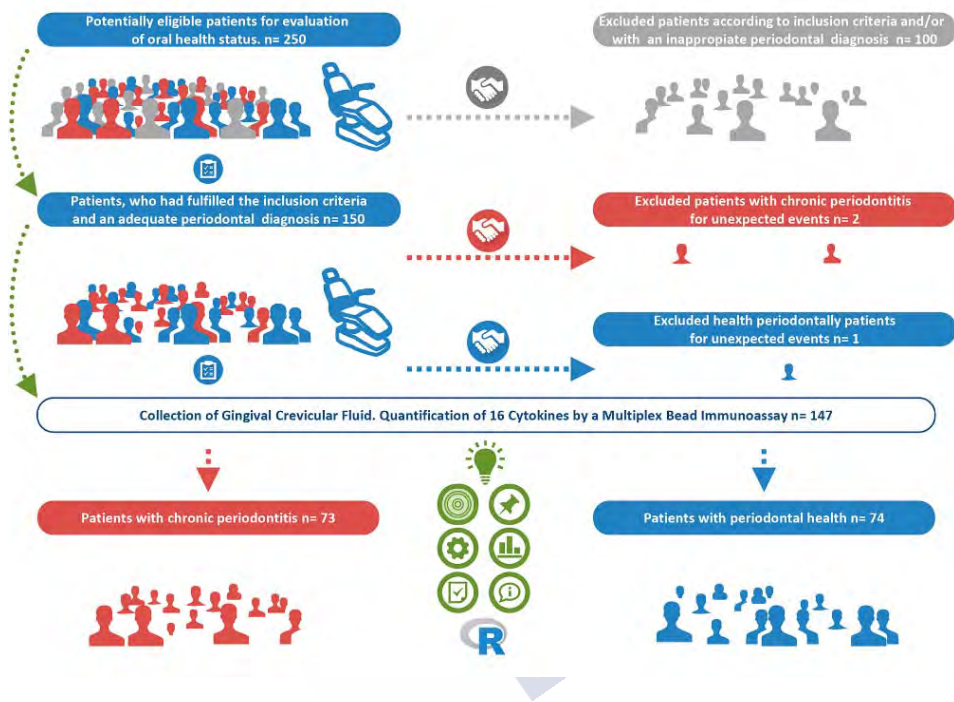 Potentially eligible patients for evaluation
of oral health status. n= 250
Excluded patients according to inclusion criteria and/or
with an inappropiate periodontal diagnosis n= 100
Patients, who had fulfilled the inclusion criteria
and an adequate periodontal diagnosis n= 150
Excluded patients with chronic periodontitis
for unexpected events n= 2
Excluded health periodontally patients
for unexpected events n= 1
Collection of Gingival Crevicular Fluid. Quantification of 16 Cytokines by a Multiplex Bead Immunoassay n= 147
Patients with chronic periodontitis n= 73
Patients with periodontal health n= 74
i
R